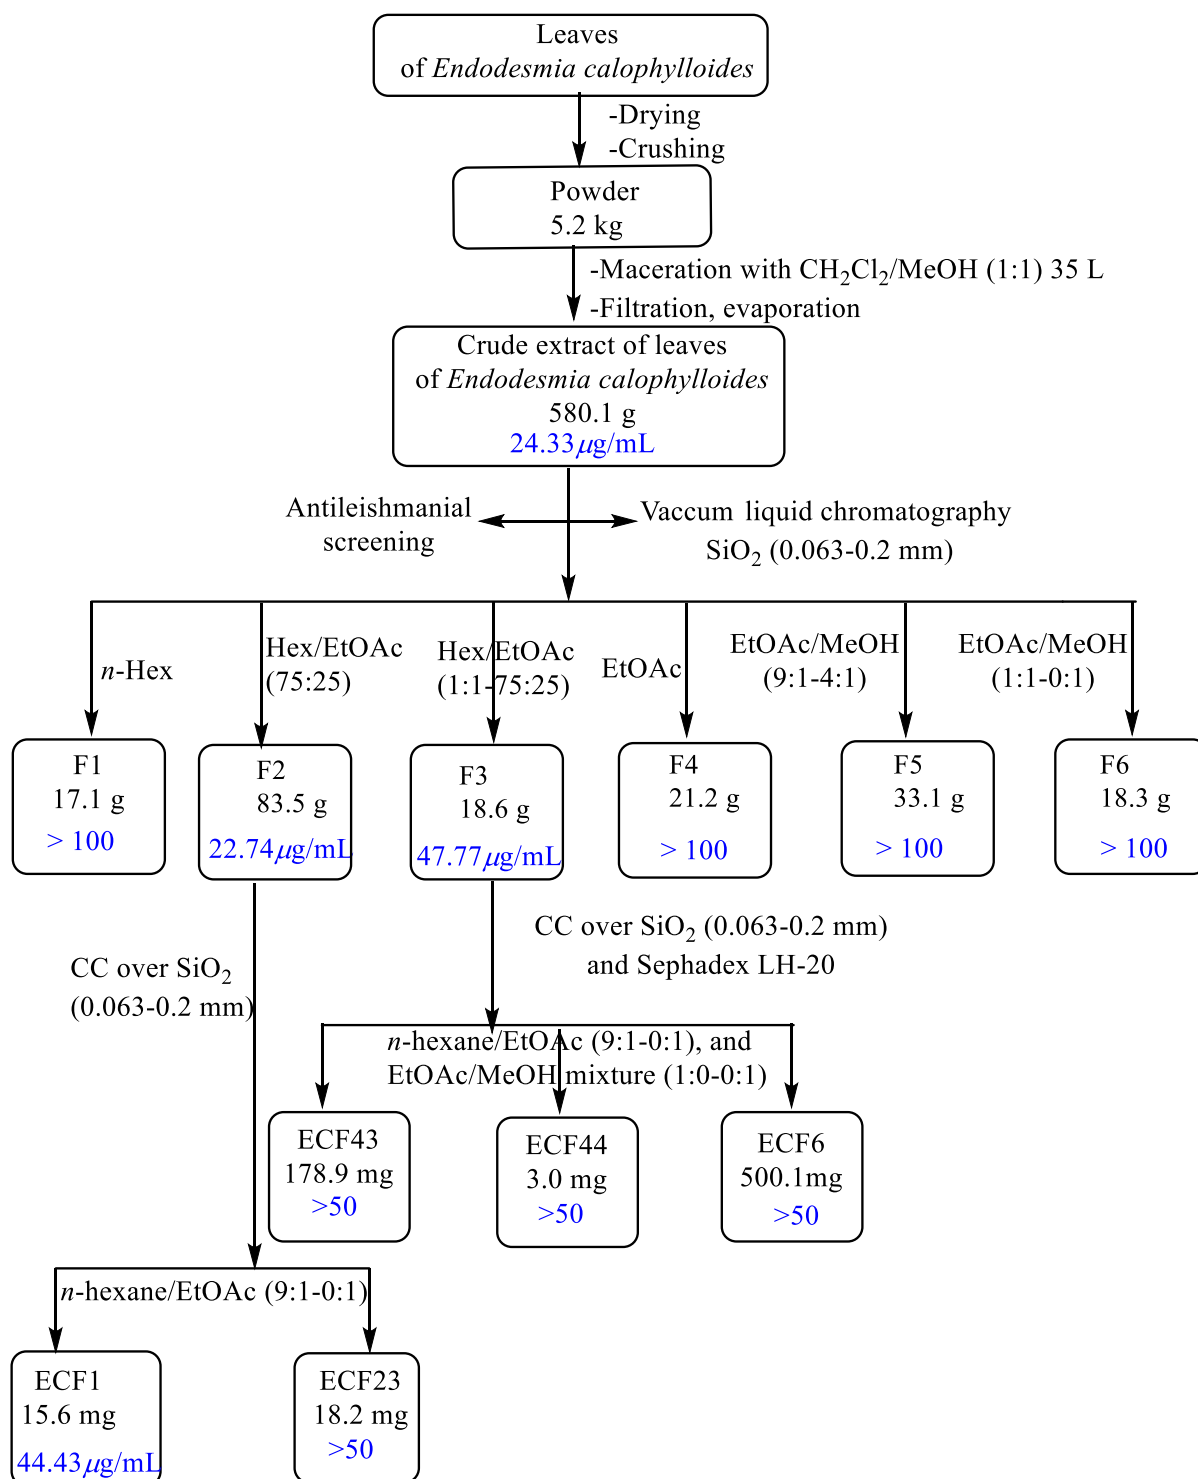 Leaves
of Endodesmia calophylloides
-Drying
-Crushing
Powder
5.2 kg
-Maceration with CH₂Cl₂/MeOH (1:1) 35 L
-Filtration, evaporation
Crude extract of leaves
of Endodesmia calophylloides
580.1 g
24.33µg/mL
Antileishmanial
screening
Vaccum liquid chromatography
SiO₂ (0.063-0.2 mm)
n-Hex
Hex/EtOAc
(75:25)
Hex/EtOAc
(1:1-75:25)
EtOAc
EtOAc/MeOH
(9:1-4:1)
EtOAc/MeOH
(1:1-0:1)
F1
17.1 g
> 100
F2
83.5 g
22.74µg/mL
F3
18.6 g
47.77µg/mL
F4
21.2 g
> 100
F5
33.1 g
> 100
F6
18.3 g
> 100
CC over SiO₂
(0.063-0.2 mm)
CC over SiO₂ (0.063-0.2 mm)
and Sephadex LH-20
n-hexane/EtOAc (9:1-0:1), and
EtOAc/MeOH mixture (1:0-0:1)
ECF43
178.9 mg
>50
ECF44
3.0 mg
>50
ECF6
500.1mg
>50
n-hexane/EtOAc (9:1-0:1)
ECF1
15.6 mg
44.43µg/mL
ECF23
18.2 mg
>50